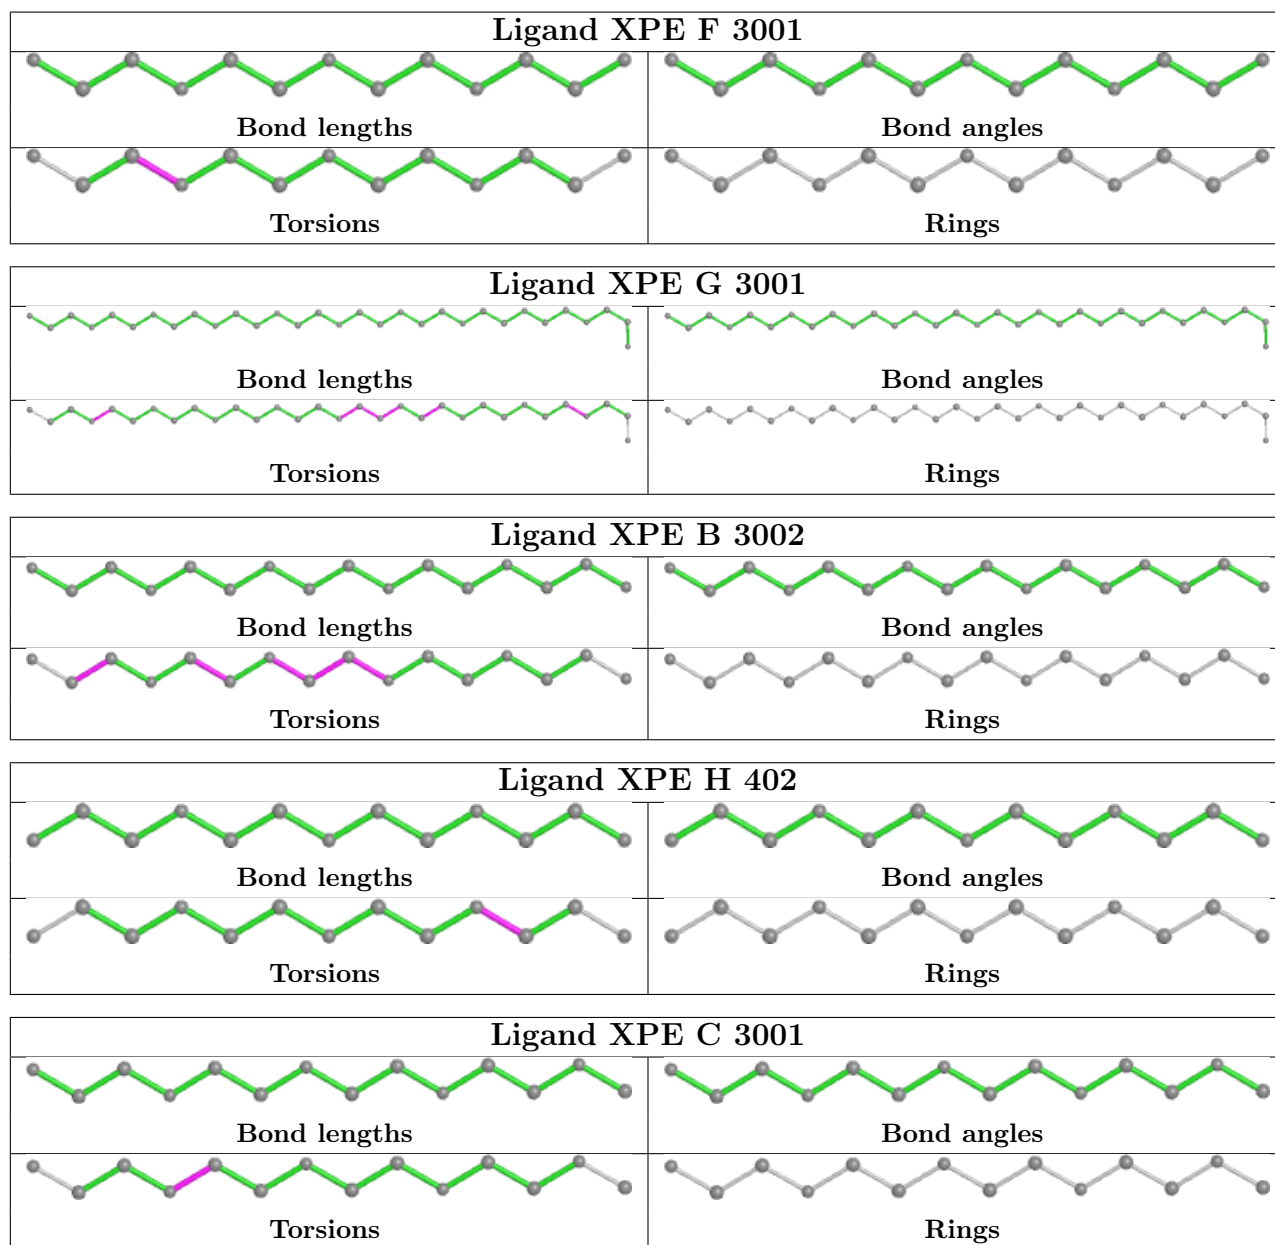 Ligand XPE F 3001
Bond lengths Bond angles
Torsions Rings
Ligand XPE G 3001
Bond lengths Bond angles
Torsions Rings
Ligand XPE B 3002
Bond lengths Bond angles
Torsions Rings
Ligand XPE H 402
Bond lengths Bond angles
Torsions Rings
Ligand XPE C 3001
Bond lengths Bond angles
Torsions Rings